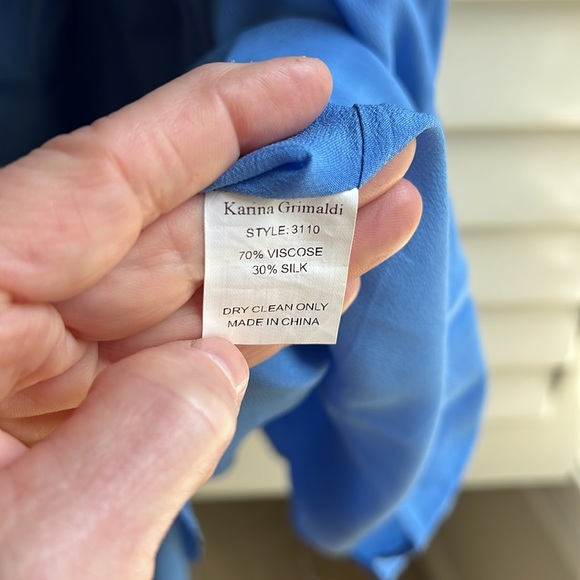 Karina Grimaldi
STYLE: 3110
70% VISCOSE
30% SILK
DRY CLEAN ONLY
MADE IN CHINA